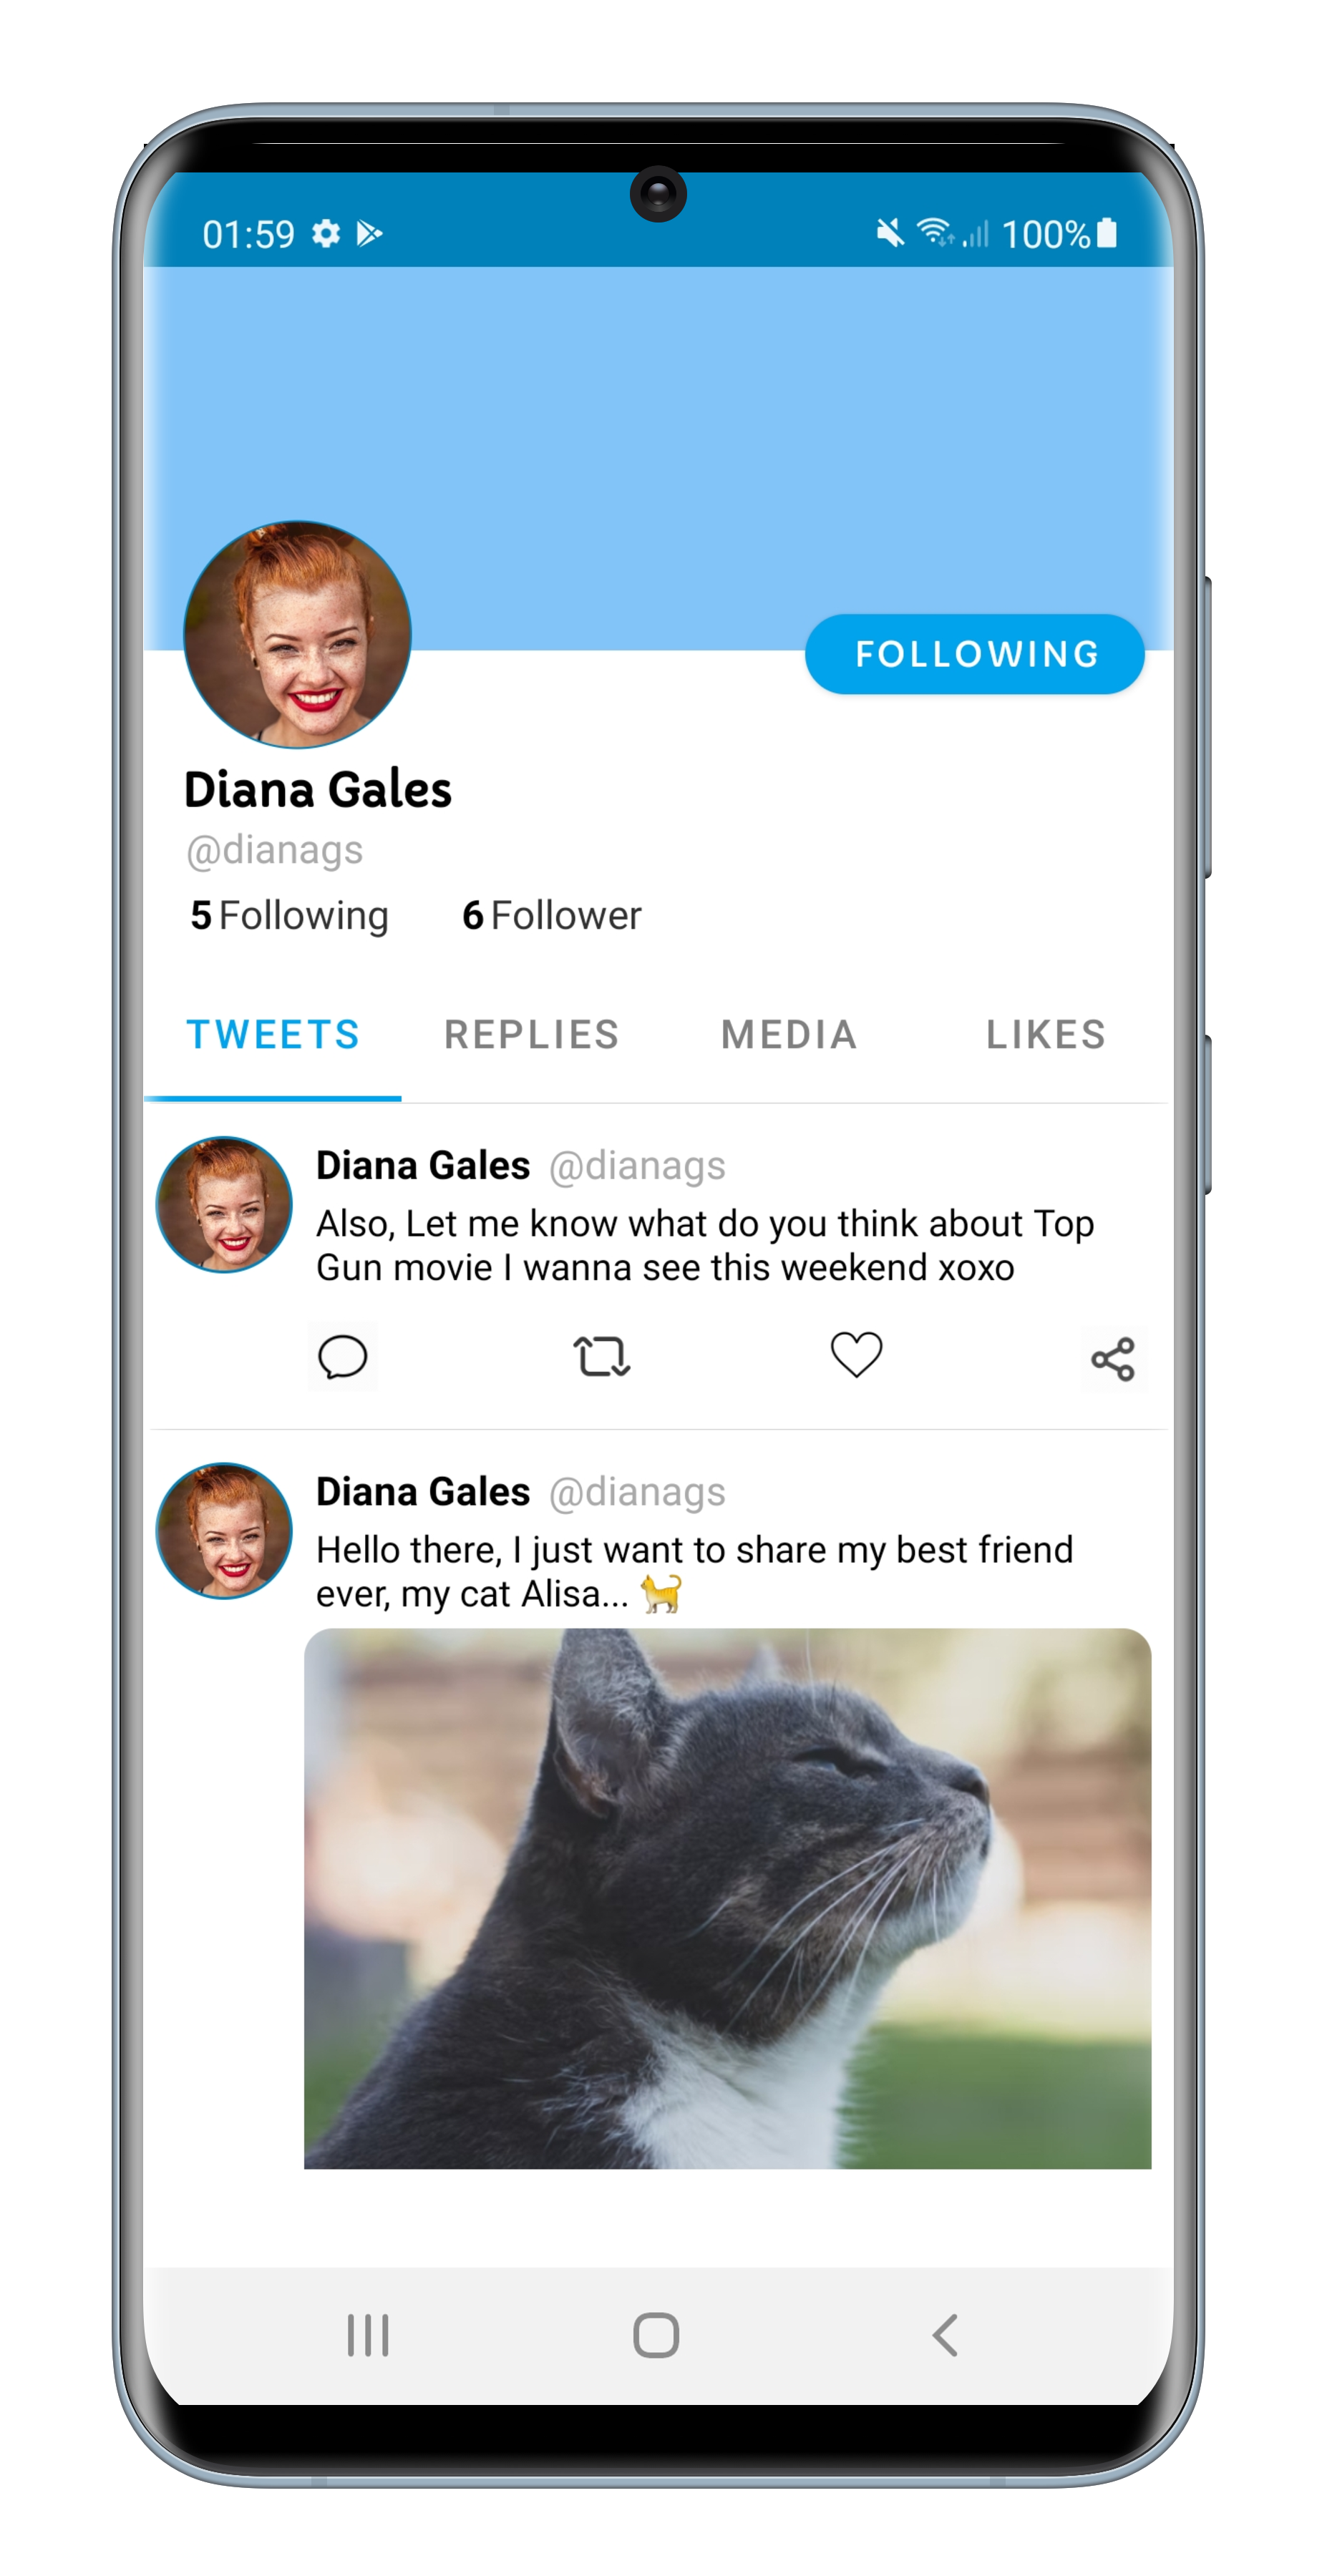 01:59 100%
FOLLOWING
Diana Gales
@dianags
5 Following 6 Follower
TWEETS REPLIES MEDIA LIKES
Diana Gales @dianags
Also, Let me know what do you think about Top
Gun movie I wanna see this weekend xoxo
Diana Gales @dianags
Hello there, I just want to share my best friend
ever, my cat Alisa... 🐈